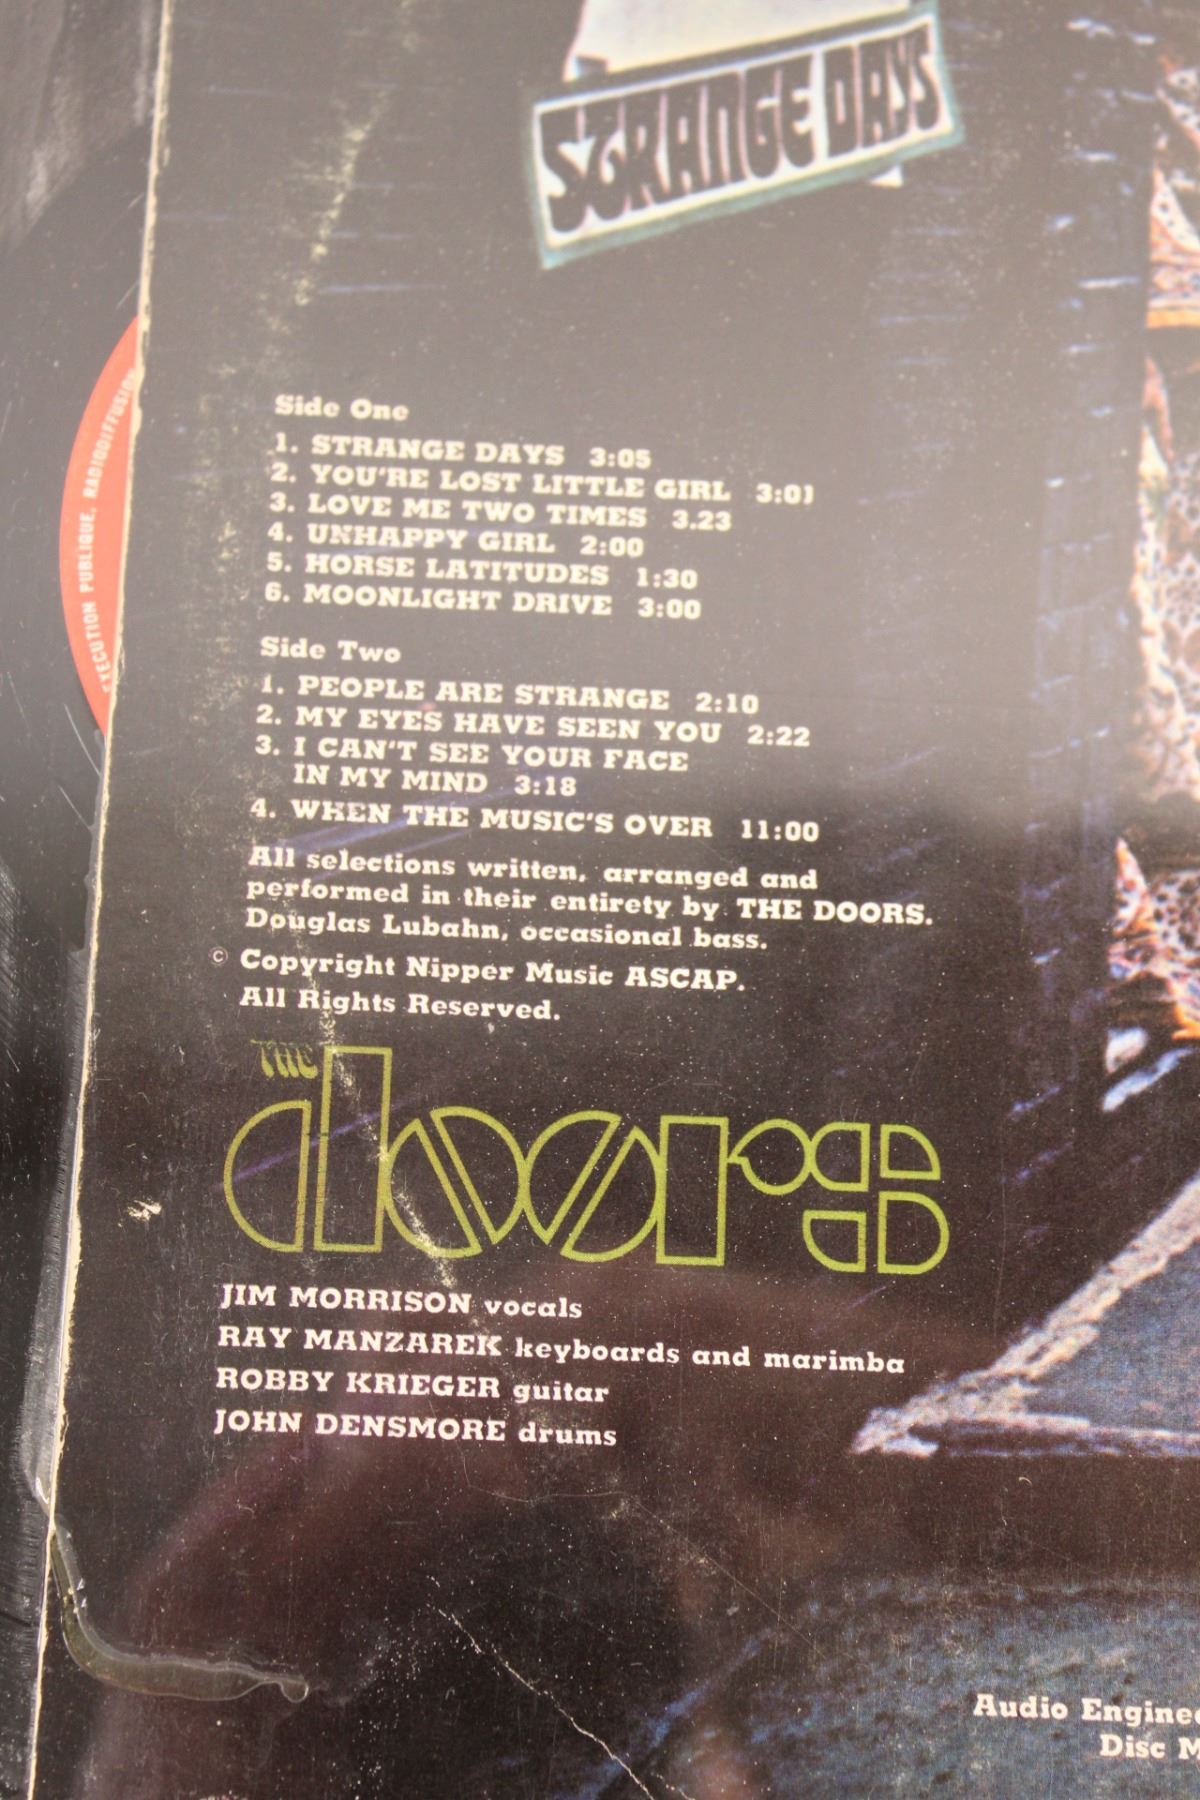 STRANGE DAYS
EXECUTION PUBLIQUE, RADIODIFFUSION
Side One
1. STRANGE DAYS 3:05
2. YOU'RE LOST LITTLE GIRL 3:01
3. LOVE ME TWO TIMES 3.23
4. UNHAPPY GIRL 2:00
5. HORSE LATITUDES 1:30
6. MOONLIGHT DRIVE 3:00
Side Two
1. PEOPLE ARE STRANGE 2:10
2. MY EYES HAVE SEEN YOU 2:22
3. I CAN'T SEE YOUR FACE
IN MY MIND 3:18
4. WHEN THE MUSIC'S OVER 11:00
All selections written, arranged and
performed in their entirety by THE DOORS.
Douglas Lubahn, occasional bass.
© Copyright Nipper Music ASCAP.
All Rights Reserved.
THE
doors
JIM MORRISON vocals
RAY MANZAREK keyboards and marimba
ROBBY KRIEGER guitar
JOHN DENSMORE drums
Audio Enginee
Disc M